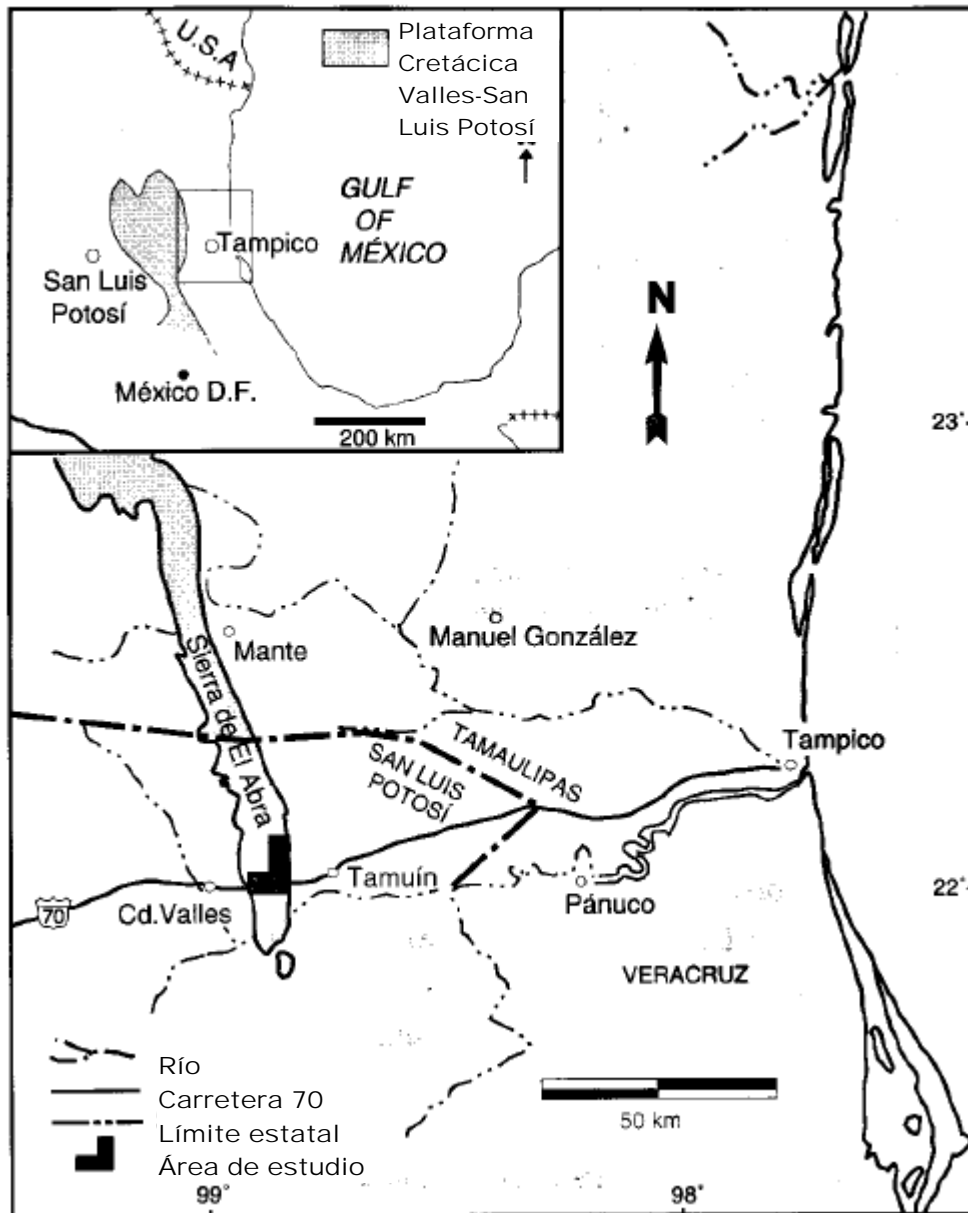 U.S.A
Plataforma
Cretácica
Valles-San
Luis Potosí
GULF
OF
MÉXICO
Tampico
San Luis
Potosí
México D.F.
200 km
N
23°
Manuel González
Mante
Sierra de El Abra
TAMAULIPAS
SAN LUIS
POTOSÍ
Tampico
Tamuín
70
Cd.Valles
Pánuco
22°
VERACRUZ
Río
Carretera 70
Límite estatal
Área de estudio
50 km
99°
98°